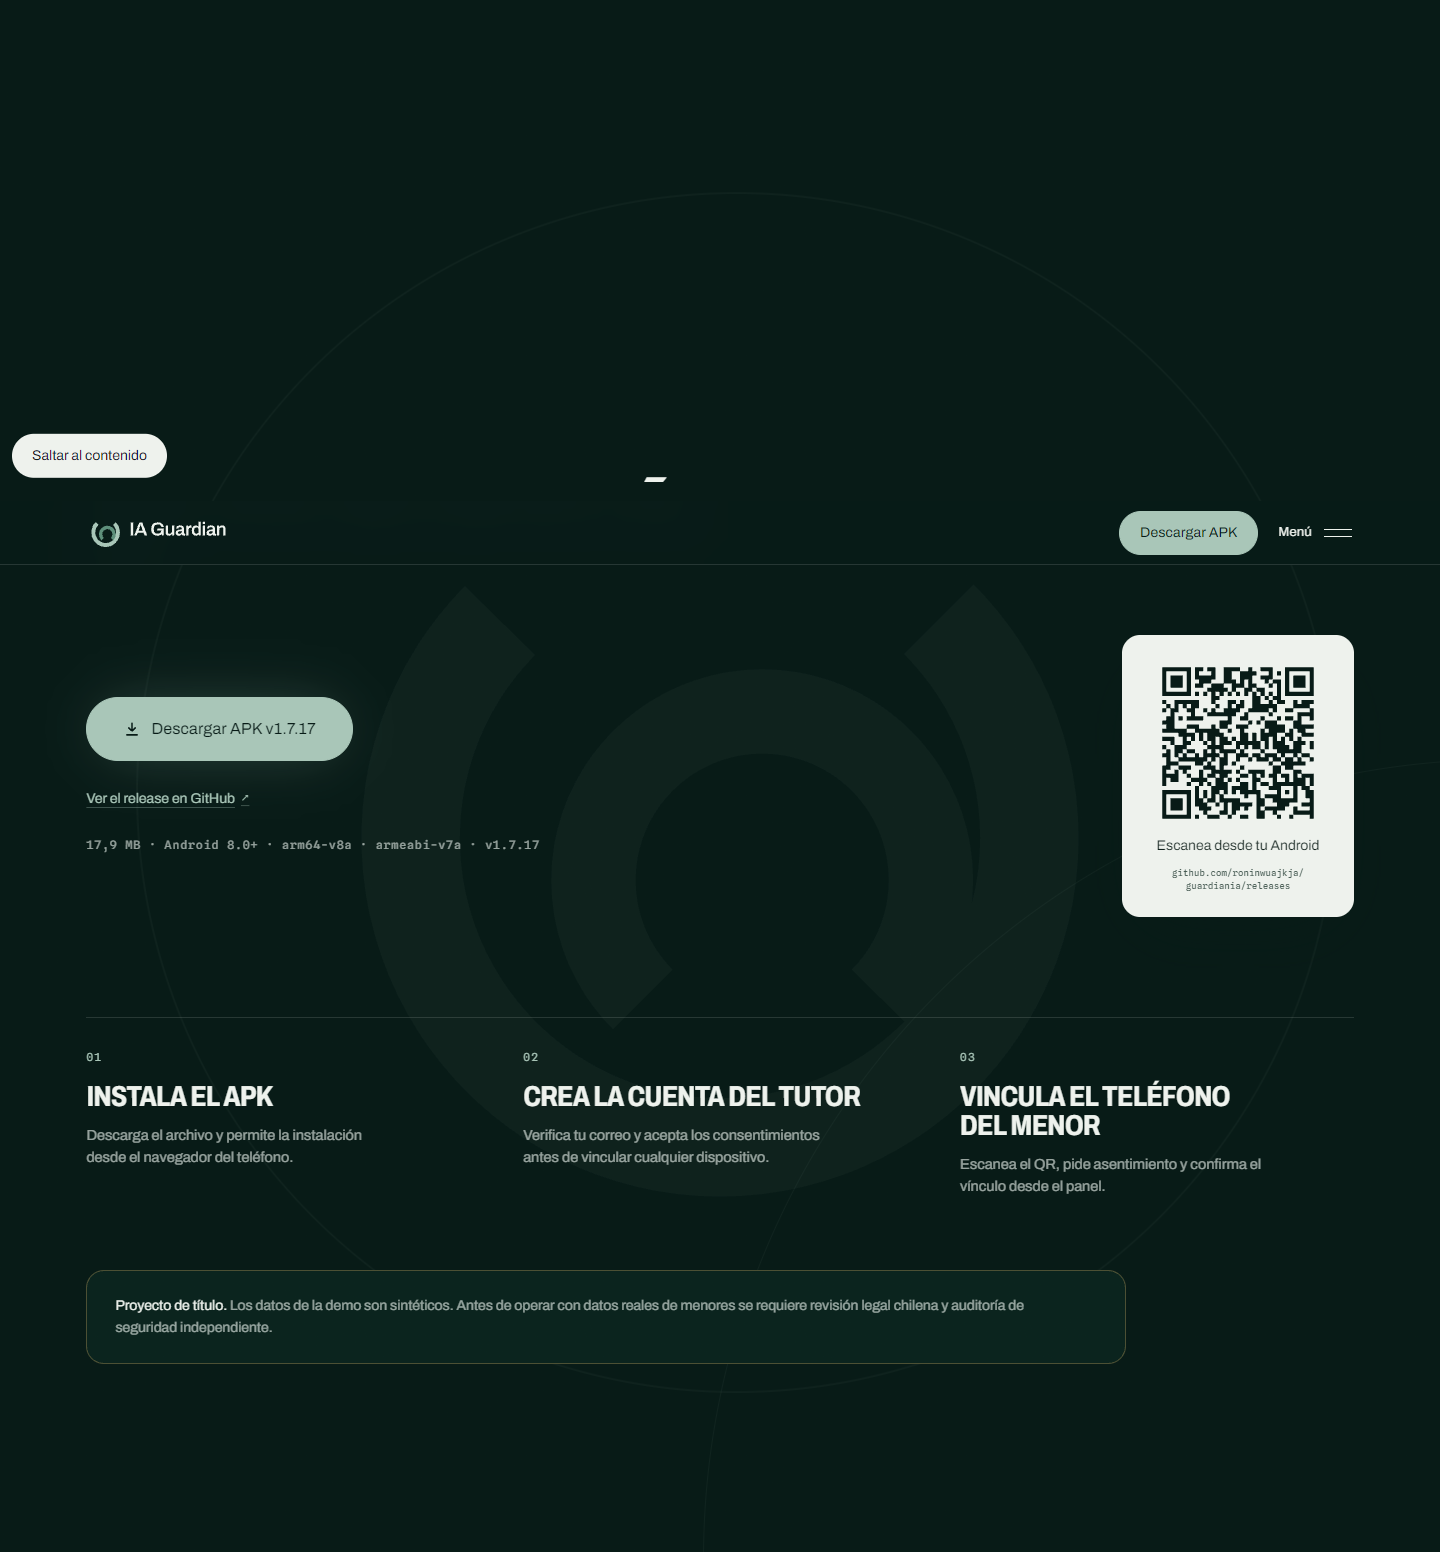 Saltar al contenido
IA Guardian
Descargar APK
Menú
Descargar APK v1.7.17
Ver el release en GitHub ↗
17,9 MB · Android 8.0+ · arm64-v8a · armeabi-v7a · v1.7.17
Escanea desde tu Android
github.com/roninwuajkja/
guardiania/releases
01
INSTALA EL APK
Descarga el archivo y permite la instalación
desde el navegador del teléfono.
02
CREA LA CUENTA DEL TUTOR
Verifica tu correo y acepta los consentimientos
antes de vincular cualquier dispositivo.
03
VINCULA EL TELÉFONO
DEL MENOR
Escanea el QR, pide asentimiento y confirma el
vínculo desde el panel.
Proyecto de título. Los datos de la demo son sintéticos. Antes de operar con datos reales de menores se requiere revisión legal chilena y auditoría de
seguridad independiente.